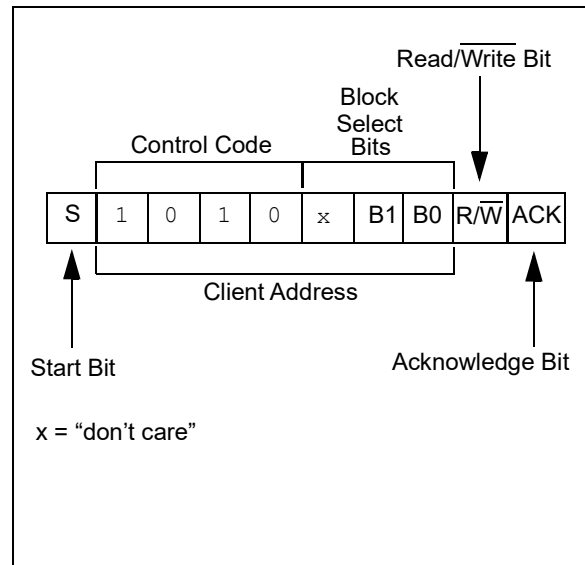 Read/Write Bit
Block
Select
Bits
Control Code
S 1 0 1 0 x B1 B0 R/W ACK
Client Address
Start Bit
Acknowledge Bit
x = “don’t care”